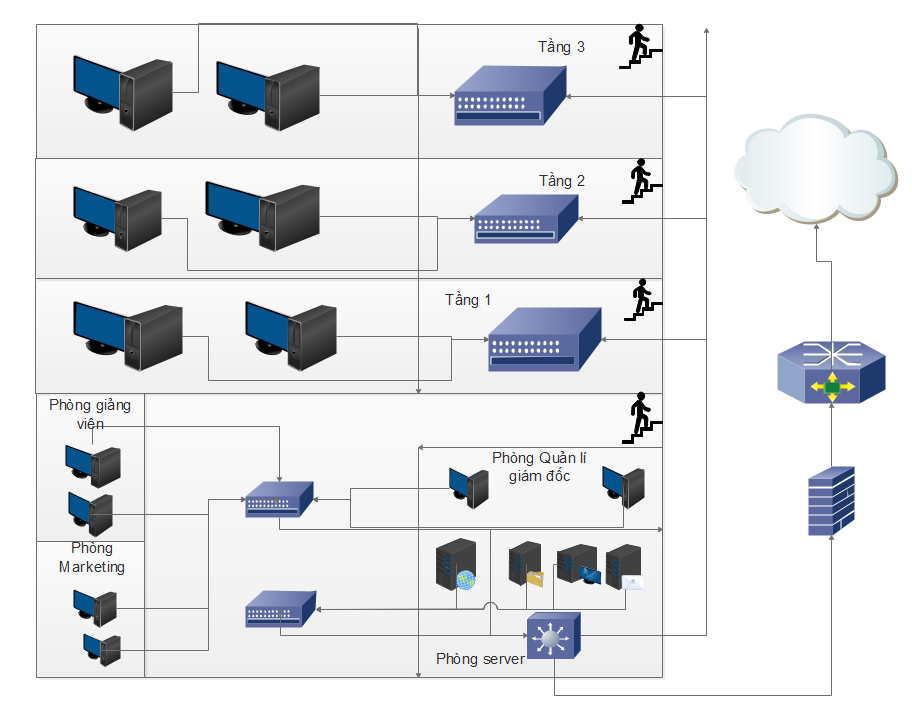 Tầng 3
Tầng 2
Tầng 1
Phòng giảng
viên
Phòng Quản lí
giám đốc
Phòng
Marketing
Phòng server